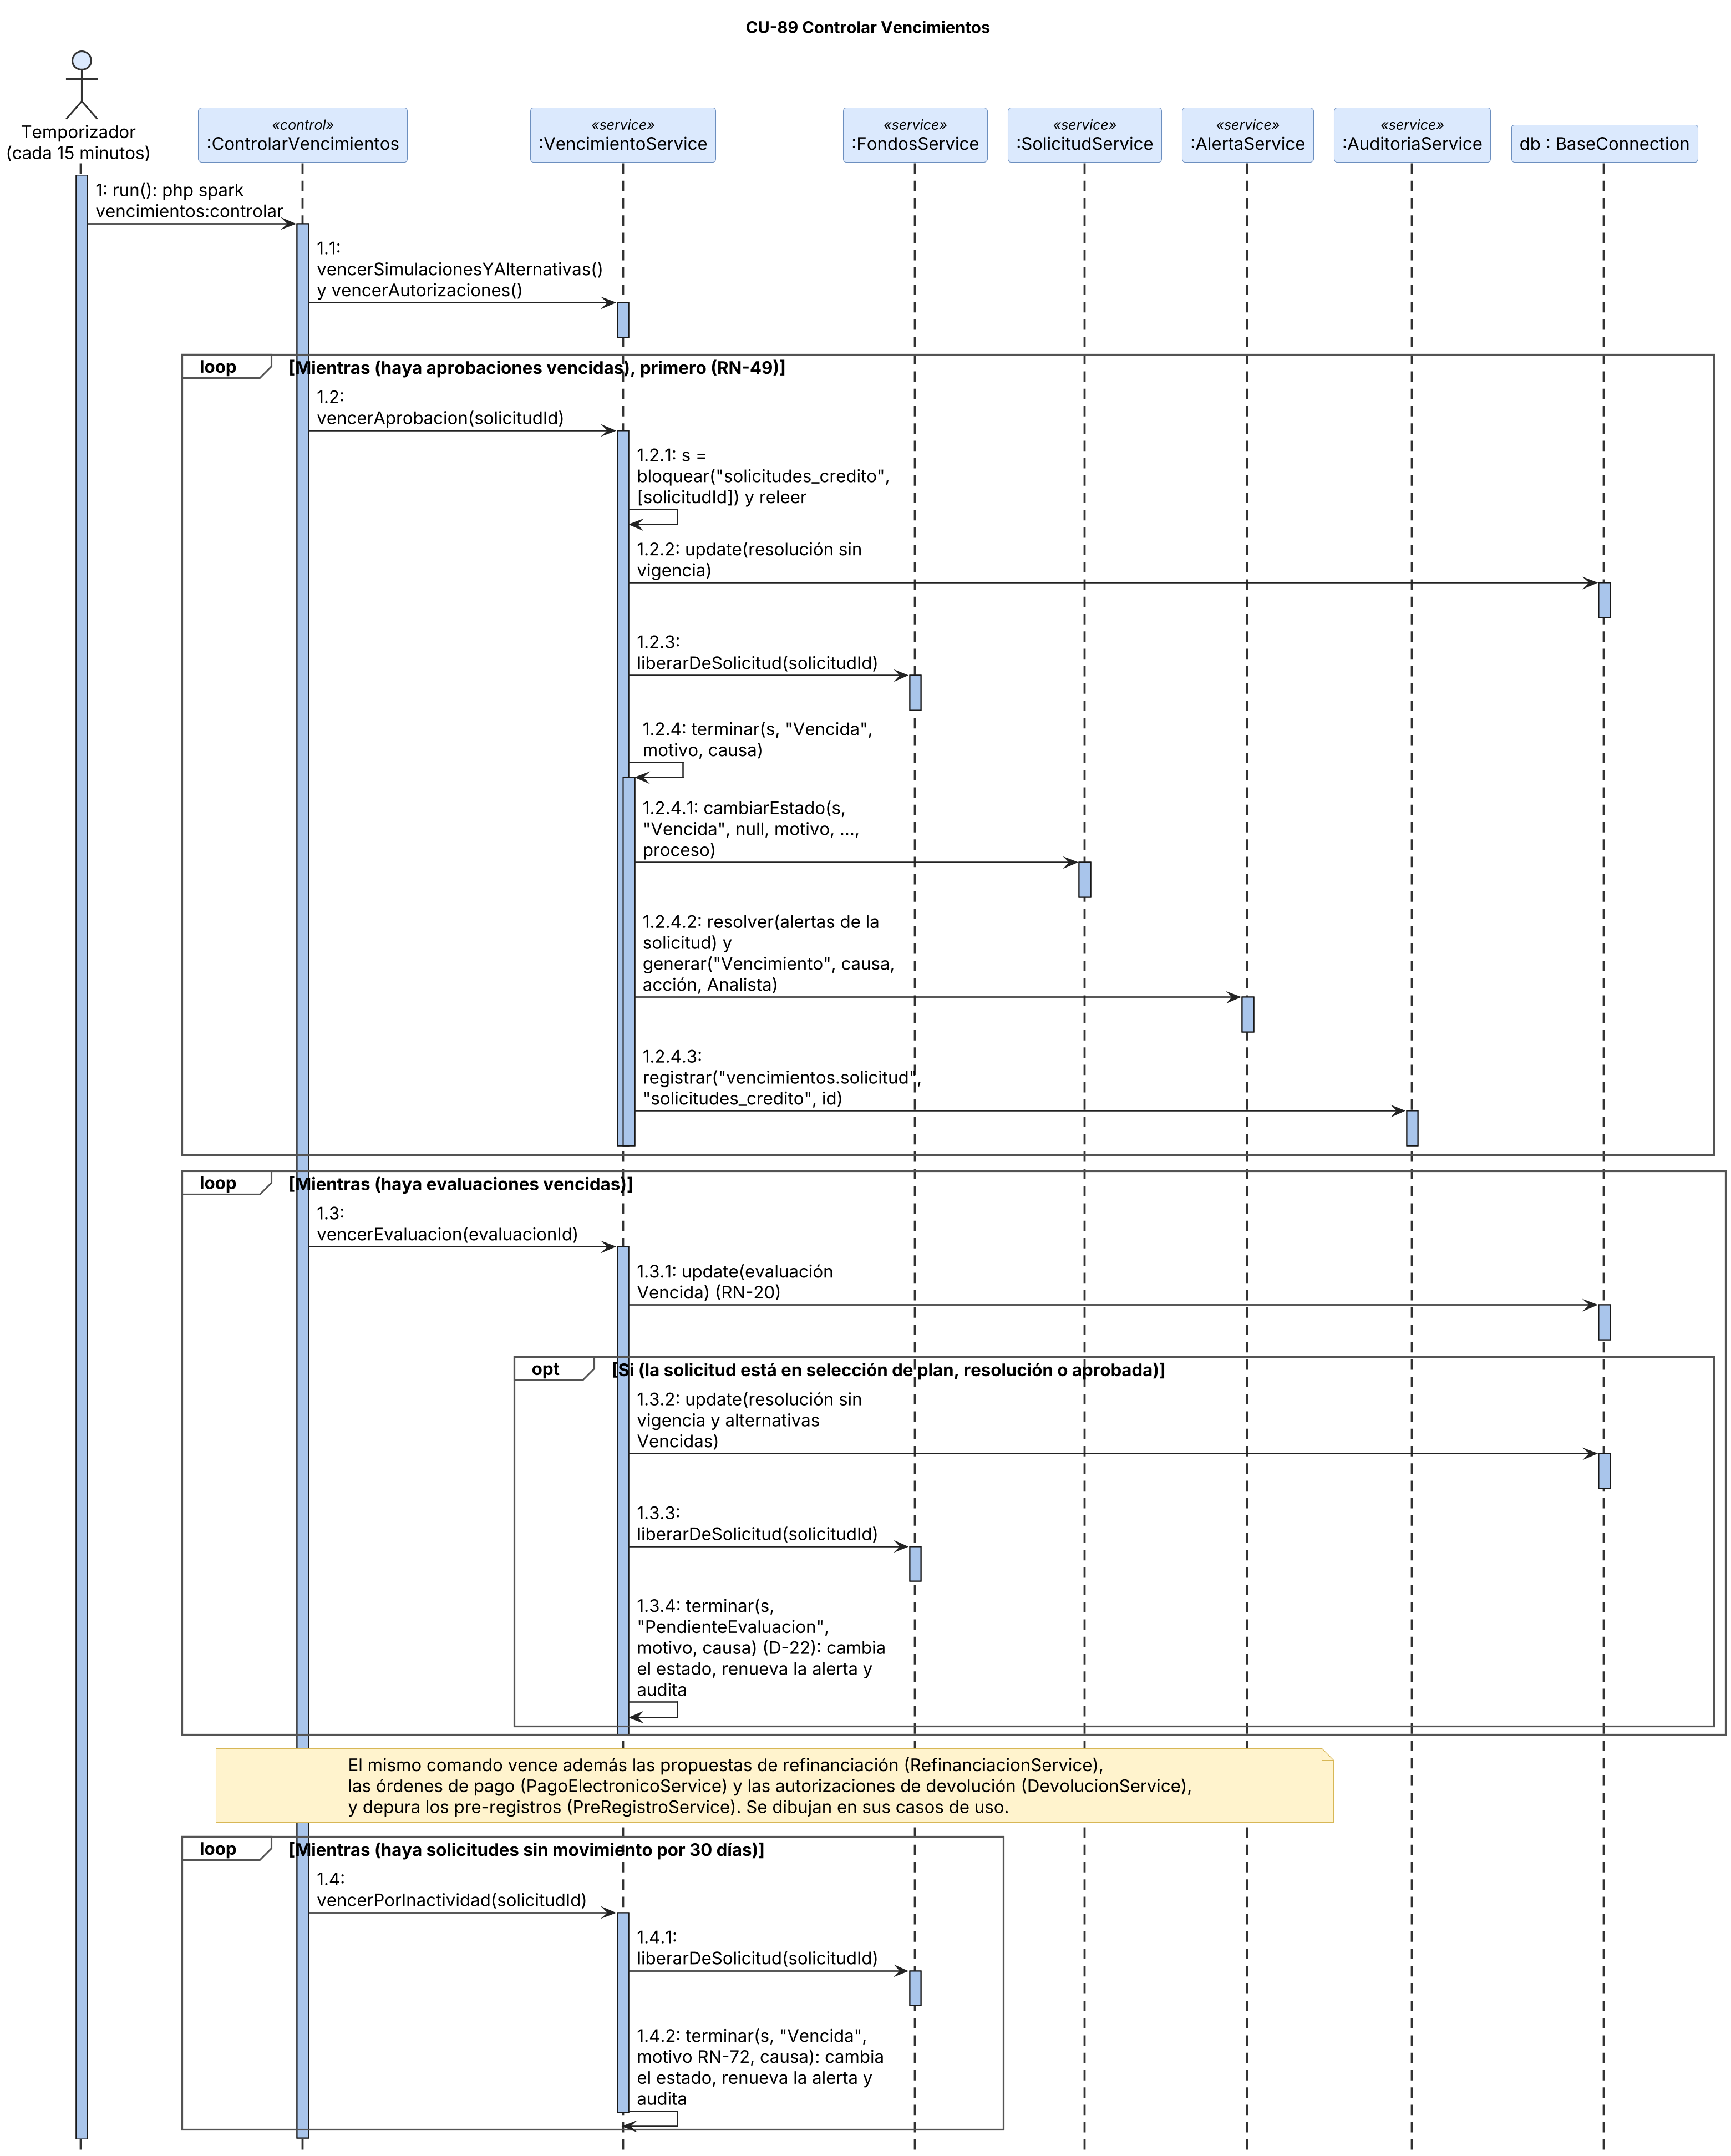 CU-89 Controlar Vencimientos
Temporizador
(cada 15 minutos)
«control»
:ControlarVencimientos
«service»
:VencimientoService
«service»
:FondosService
«service»
:SolicitudService
«service»
:AlertaService
«service»
:AuditoriaService
db : BaseConnection
1: run(): php spark
vencimientos:controlar
1.1:
vencerSimulacionesYAlternativas()
y vencerAutorizaciones()
loop
[Mientras (haya aprobaciones vencidas), primero (RN-49)]
1.2:
vencerAprobacion(solicitudId)
1.2.1: s =
bloquear("solicitudes_credito",
[solicitudId]) y releer
1.2.2: update(resolución sin
vigencia)
1.2.3:
liberarDeSolicitud(solicitudId)
1.2.4: terminar(s, "Vencida",
motivo, causa)
1.2.4.1: cambiarEstado(s,
"Vencida", null, motivo, ...,
proceso)
1.2.4.2: resolver(alertas de la
solicitud) y
generar("Vencimiento", causa,
acción, Analista)
1.2.4.3:
registrar("vencimientos.solicitud",
"solicitudes_credito", id)
loop
[Mientras (haya evaluaciones vencidas)]
1.3:
vencerEvaluacion(evaluacionId)
1.3.1: update(evaluación
Vencida) (RN-20)
opt
[Si (la solicitud está en selección de plan, resolución o aprobada)]
1.3.2: update(resolución sin
vigencia y alternativas
Vencidas)
1.3.3:
liberarDeSolicitud(solicitudId)
1.3.4: terminar(s,
"PendienteEvaluacion",
motivo, causa) (D-22): cambia
el estado, renueva la alerta y
audita
El mismo comando vence además las propuestas de refinanciación (RefinanciacionService),
las órdenes de pago (PagoElectronicoService) y las autorizaciones de devolución (DevolucionService),
y depura los pre-registros (PreRegistroService). Se dibujan en sus casos de uso.
loop
[Mientras (haya solicitudes sin movimiento por 30 días)]
1.4:
vencerPorInactividad(solicitudId)
1.4.1:
liberarDeSolicitud(solicitudId)
1.4.2: terminar(s, "Vencida",
motivo RN-72, causa): cambia
el estado, renueva la alerta y
audita